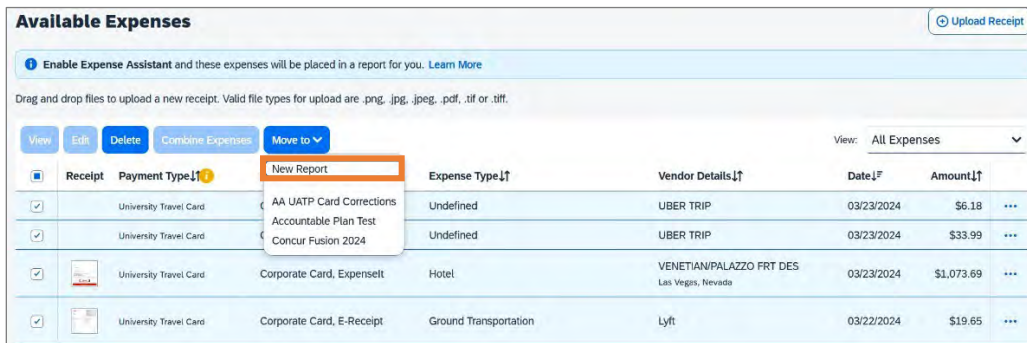 Available Expenses
Upload Receipt
Enable Expense Assistant and these expenses will be placed in a report for you. Learn More
Drag and drop files to upload a new receipt. Valid file types for upload are .png, .jpg, .jpeg, .pdf, .tif or .tiff.
View Edit Delete Combine Expenses Move to View: All Expenses
New Report
AA UATP Card Corrections
Accountable Plan Test
Concur Fusion 2024
Receipt Payment Type Expense Type Vendor Details Date Amount
University Travel Card Undefined UBER TRIP 03/23/2024 $6.18
University Travel Card Undefined UBER TRIP 03/23/2024 $33.99
University Travel Card Corporate Card, ExpenseIt Hotel VENETIAN/PALAZZO FRT DES 03/23/2024 $1,073.69
Las Vegas, Nevada
University Travel Card Corporate Card, E-Receipt Ground Transportation Lyft 03/22/2024 $19.65